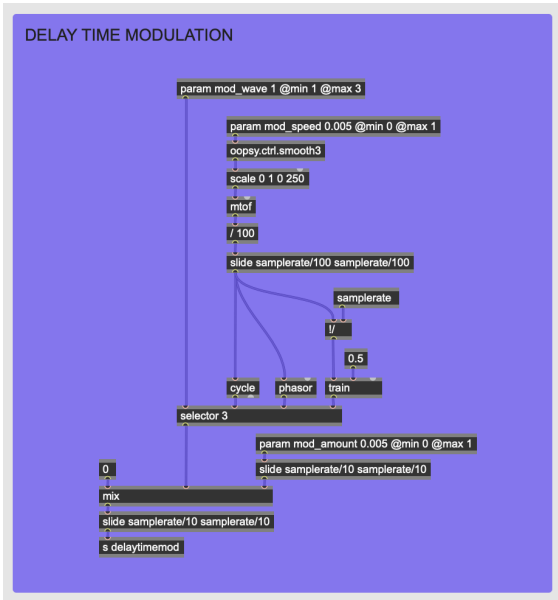 DELAY TIME MODULATION
param mod_wave 1 @min 1 @max 3
param mod_speed 0.005 @min 0 @max 1
oopsy.ctrl.smooth3
scale 0 1 0 250
mtof
/ 100
slide samplerate/100 samplerate/100
samplerate
!/
0.5
cycle
phasor
train
selector 3
param mod_amount 0.005 @min 0 @max 1
0
slide samplerate/10 samplerate/10
mix
slide samplerate/10 samplerate/10
s delaytimemod